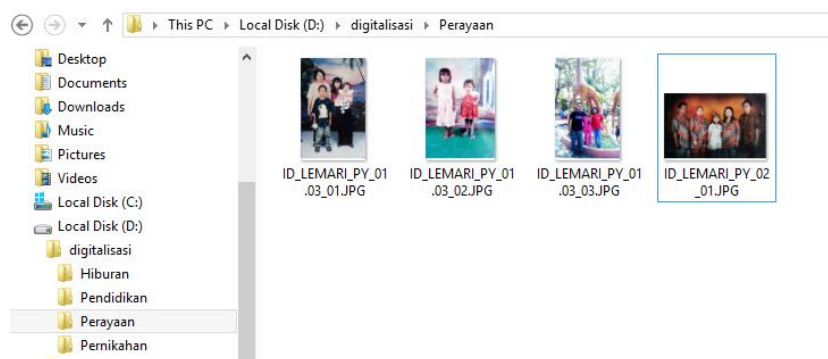 This PC › Local Disk (D:) › digitalisasi › Perayaan
Desktop
Documents
Downloads
Music
Pictures
Videos
Local Disk (C:)
Local Disk (D:)
digitalisasi
Hiburan
Pendidikan
Perayaan
Pernikahan
ID_LEMARI_PY_01
.03_01.JPG
ID_LEMARI_PY_01
.03_02.JPG
ID_LEMARI_PY_01
.03_03.JPG
ID_LEMARI_PY_02
_01.JPG